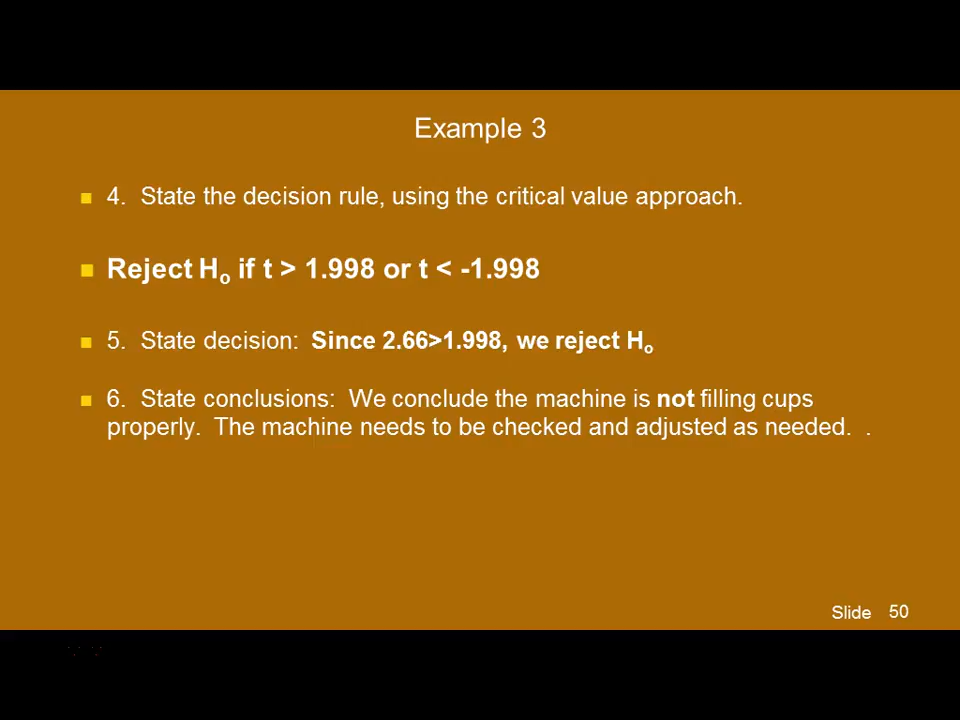 Example 3
4. State the decision rule, using the critical value approach.
Reject Ho if t > 1.998 or t < -1.998
5. State decision: Since 2.66>1.998, we reject Ho
6. State conclusions: We conclude the machine is not filling cups
properly. The machine needs to be checked and adjusted as needed. .
Slide 50